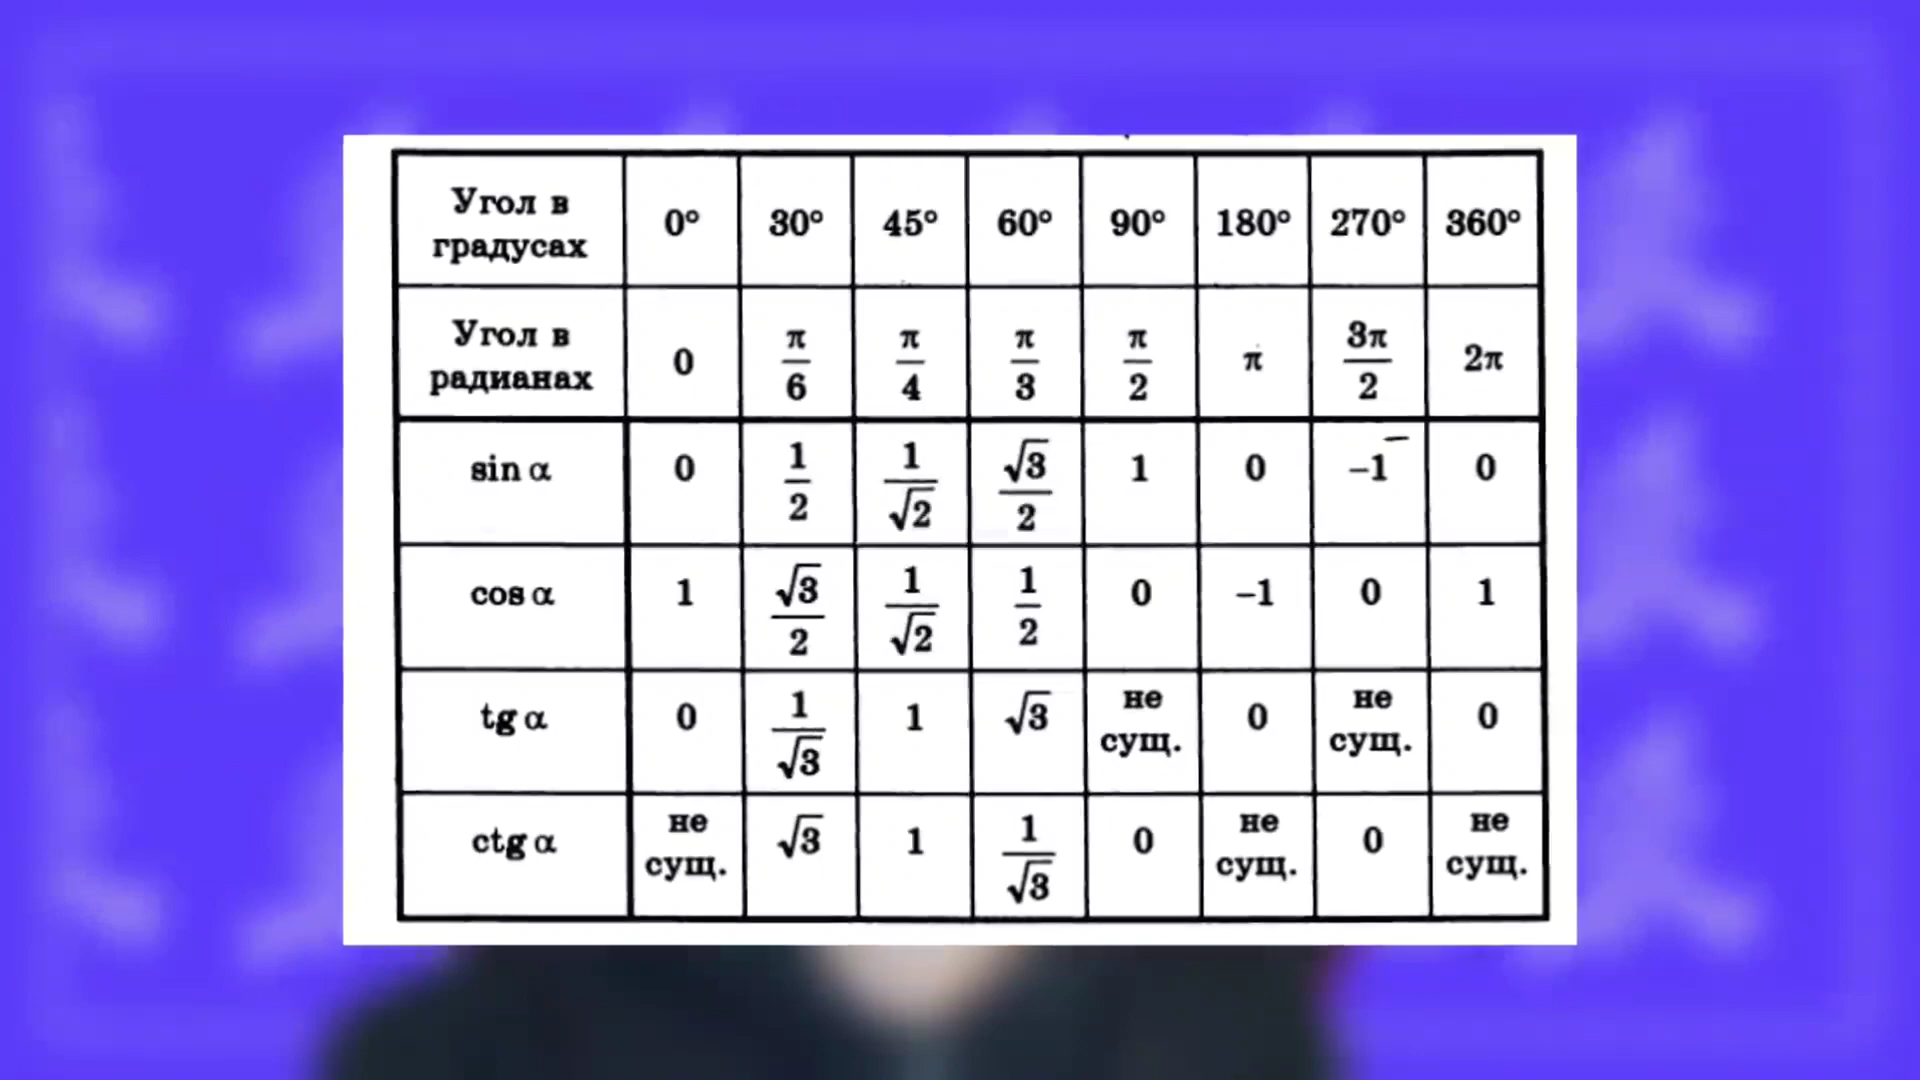 Угол в градусах 0° 30° 45° 60° 90° 180° 270° 360°
Угол в радианах 0 π/6 π/4 π/3 π/2 π 3π/2 2π
sin α 0 1/2 1/√2 √3/2 1 0 –1 0
cos α 1 √3/2 1/√2 1/2 0 –1 0 1
tg α 0 1/√3 1 √3 не сущ. 0 не сущ. 0
ctg α не сущ. √3 1 1/√3 0 не сущ. 0 не сущ.